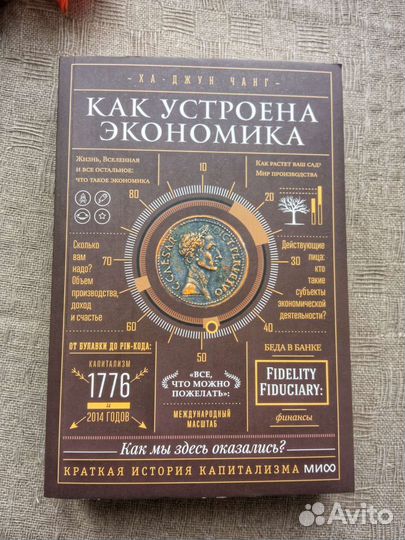 ХА-ДЖУН ЧАНГ
КАК УСТРОЕНА
ЭКОНОМИКА
Жизнь, Вселенная
и все остальное:
что такое экономика
Как растет ваш сад?
Мир производства
10
80
20
Сколько
вам
надо?
Объем
производства,
доход
и счастье
70
Действующие
лица:
кто
такие
субъекты
экономической
деятельности?
30
60
40
50
ОТ БУЛАВКИ ДО PIN-КОДА:
КАПИТАЛИЗМ
1776
И
2014 ГОДОВ
«ВСЕ,
ЧТО МОЖНО
ПОЖЕЛАТЬ»:
МЕЖДУНАРОДНЫЙ
МАСШТАБ
БЕДА В БАНКЕ
FIDELITY
FIDUCIARY:
финансы
Как мы здесь оказались?
КРАТКАЯ ИСТОРИЯ КАПИТАЛИЗМА
МИФ
Avito